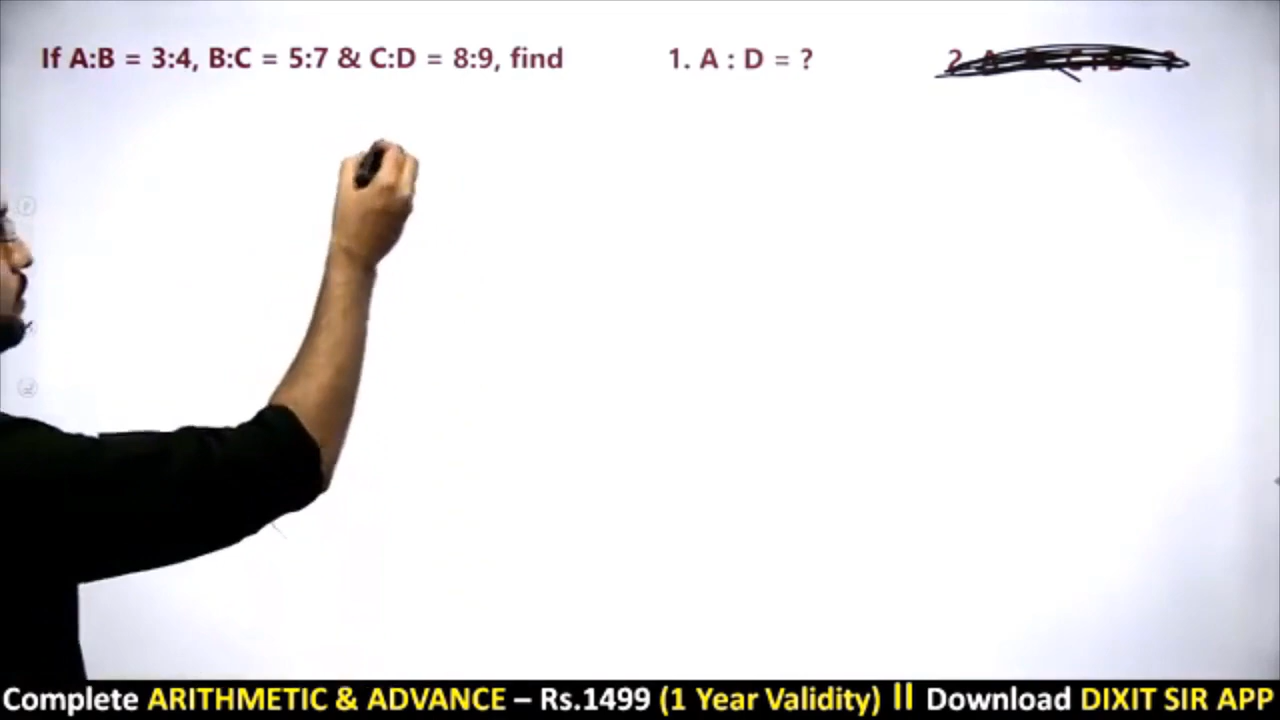 If A:B = 3:4, B:C = 5:7 & C:D = 8:9, find 1. A : D = ?
Complete ARITHMETIC & ADVANCE – Rs.1499 (1 Year Validity) II Download DIXIT SIR APP